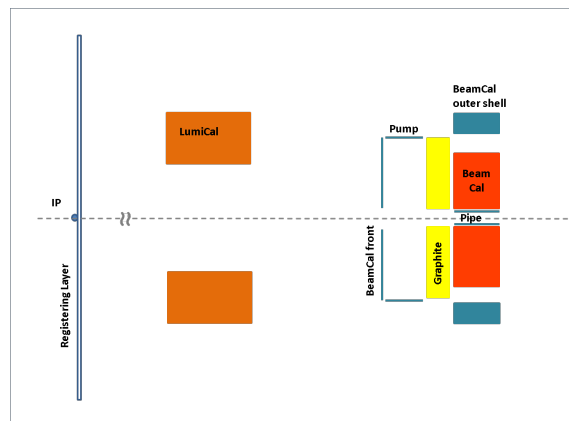 BeamCal
outer shell
Pump
LumiCal
Beam
Cal
IP
Pipe
BeamCal front
Graphite
Registering Layer